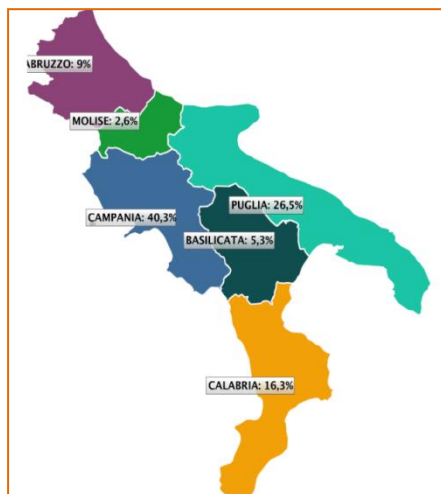 ABRUZZO: 9%
MOLISE: 2,6%
PUGLIA: 26,5%
CAMPANIA: 40,3%
BASILICATA: 5,3%
CALABRIA: 16,3%